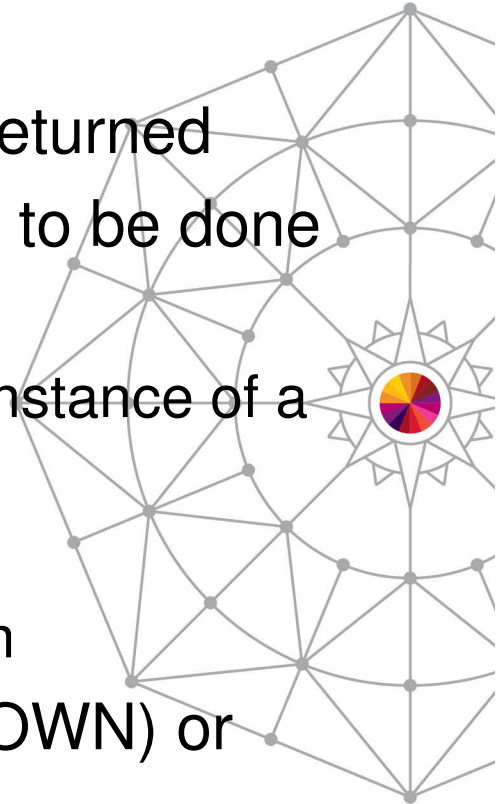 eturned
to be done
nstance of a
n
OWN) or